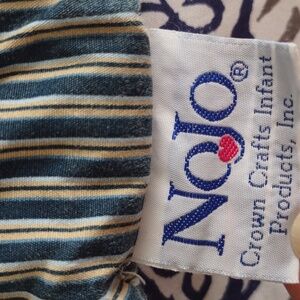 NoJo®
Crown Crafts Infant
Products, Inc.